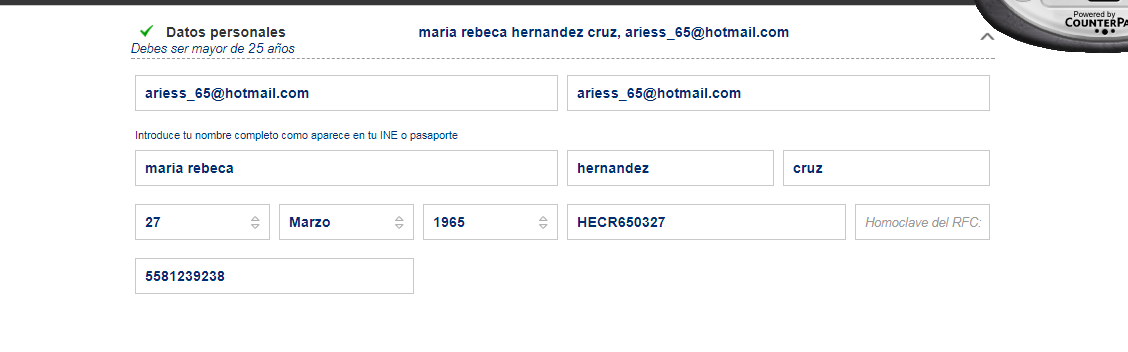 Powered by
COUNTERPA
Datos personales
maria rebeca hernandez cruz, ariess_65@hotmail.com
Debes ser mayor de 25 años
ariess_65@hotmail.com ariess_65@hotmail.com
Introduce tu nombre completo como aparece en tu INE o pasaporte
maria rebeca hernandez cruz
27 Marzo 1965 HECR650327 Homoclave del RFC:
5581239238